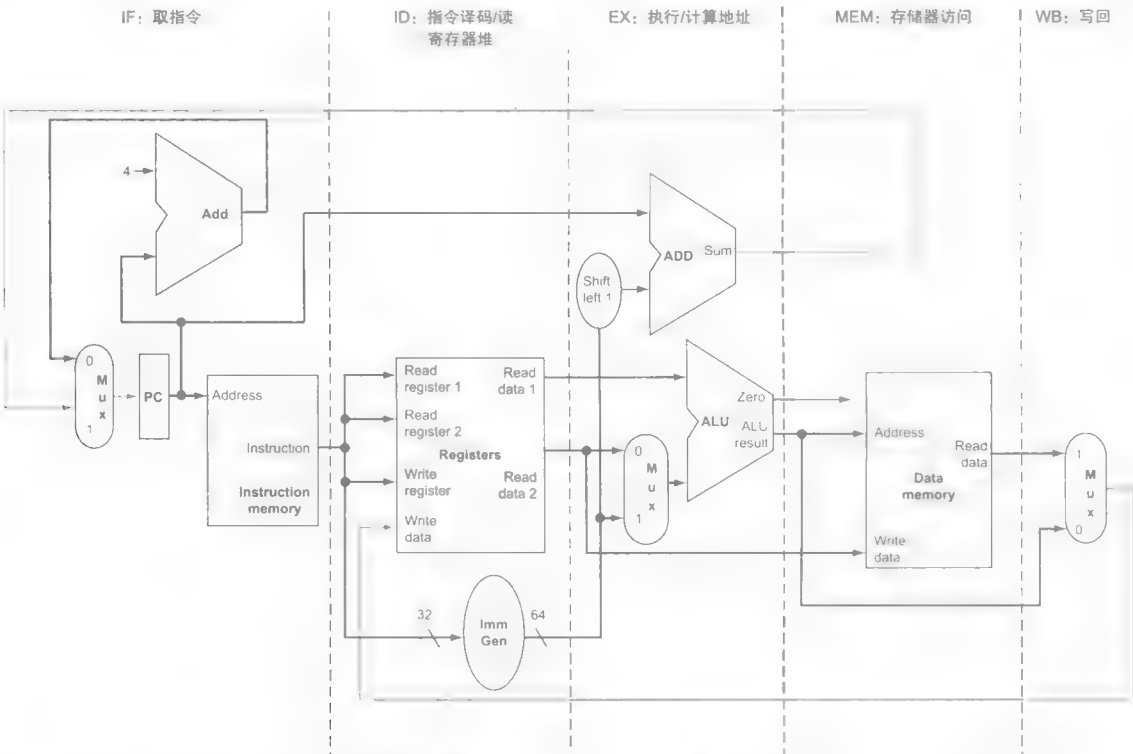 IF：取指令
ID：指令译码/读
寄存器堆
EX：执行/计算地址
MEM：存储器访问
WB：写回
4
Add
ADD
Sum
Shift
left 1
0
M
u
x
1
PC
Address
Instruction
Instruction
memory
Read
register 1
Read
register 2
Write
register
Write
data
Registers
Read
data 1
Read
data 2
0
M
u
x
1
Zero
ALU
ALU
result
Address
Read
data
Data
memory
Write
data
1
M
u
x
0
32
Imm
Gen
64